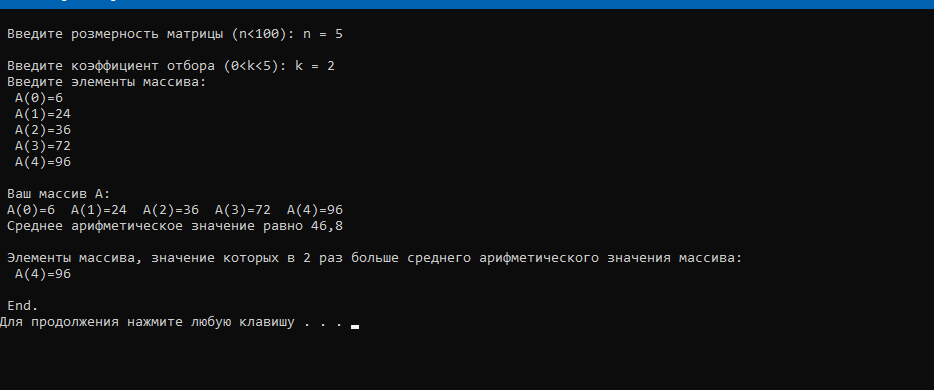 Введите розмерность матрицы (n<100): n = 5
Введите коэффициент отбора (0<k<5): k = 2
Введите элементы массива:
A(0)=6
A(1)=24
A(2)=36
A(3)=72
A(4)=96
Ваш массив A:
A(0)=6 A(1)=24 A(2)=36 A(3)=72 A(4)=96
Среднее арифметическое значение равно 46,8
Элементы массива, значение которых в 2 раз больше среднего арифметического значения массива:
A(4)=96
End.
Для продолжения нажмите любую клавишу . . .